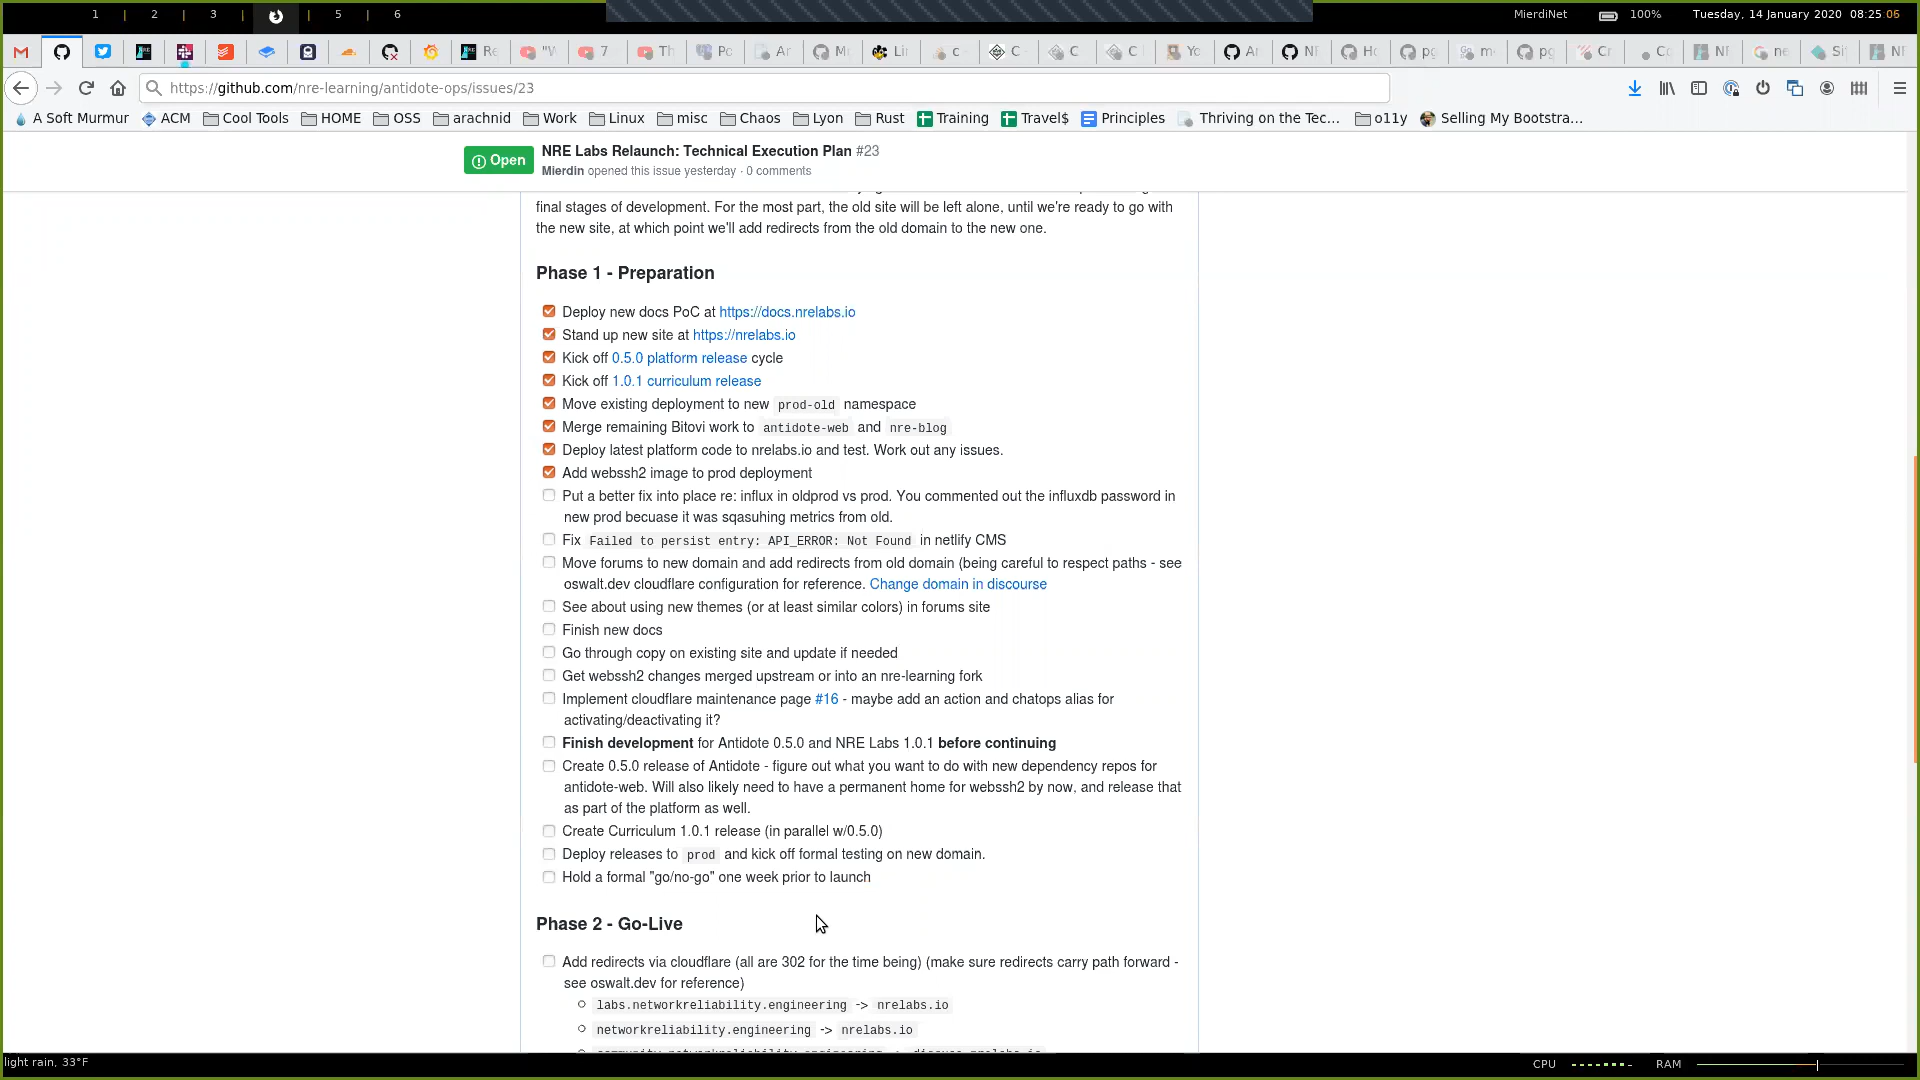 1 | 2 | 3 | | 5 | 6
MierdiNet 100% Tuesday, 14 January 2020 08:25:06
https://github.com/nre-learning/antidote-ops/issues/23
A Soft Murmur ACM Cool Tools HOME OSS arachnid Work Linux misc Chaos Lyon Rust Training Travel$ Principles Thriving on the Tec... o11y Selling My Bootstra...
Open NRE Labs Relaunch: Technical Execution Plan #23
Mierdin opened this issue yesterday · 0 comments
final stages of development. For the most part, the old site will be left alone, until we're ready to go with
the new site, at which point we'll add redirects from the old domain to the new one.
Phase 1 - Preparation
Deploy new docs PoC at https://docs.nrelabs.io
Stand up new site at https://nrelabs.io
Kick off 0.5.0 platform release cycle
Kick off 1.0.1 curriculum release
Move existing deployment to new prod-old namespace
Merge remaining Bitovi work to antidote-web and nre-blog
Deploy latest platform code to nrelabs.io and test. Work out any issues.
Add webssh2 image to prod deployment
Put a better fix into place re: influx in oldprod vs prod. You commented out the influxdb password in
new prod becuase it was sqasuhing metrics from old.
Fix Failed to persist entry: API_ERROR: Not Found in netlify CMS
Move forums to new domain and add redirects from old domain (being careful to respect paths - see
oswalt.dev cloudflare configuration for reference. Change domain in discourse
See about using new themes (or at least similar colors) in forums site
Finish new docs
Go through copy on existing site and update if needed
Get webssh2 changes merged upstream or into an nre-learning fork
Implement cloudflare maintenance page #16 - maybe add an action and chatops alias for
activating/deactivating it?
Finish development for Antidote 0.5.0 and NRE Labs 1.0.1 before continuing
Create 0.5.0 release of Antidote - figure out what you want to do with new dependency repos for
antidote-web. Will also likely need to have a permanent home for webssh2 by now, and release that
as part of the platform as well.
Create Curriculum 1.0.1 release (in parallel w/0.5.0)
Deploy releases to prod and kick off formal testing on new domain.
Hold a formal "go/no-go" one week prior to launch
Phase 2 - Go-Live
Add redirects via cloudflare (all are 302 for the time being) (make sure redirects carry path forward -
see oswalt.dev for reference)
labs.networkreliability.engineering -> nrelabs.io
networkreliability.engineering -> nrelabs.io
light rain, 33°F CPU RAM